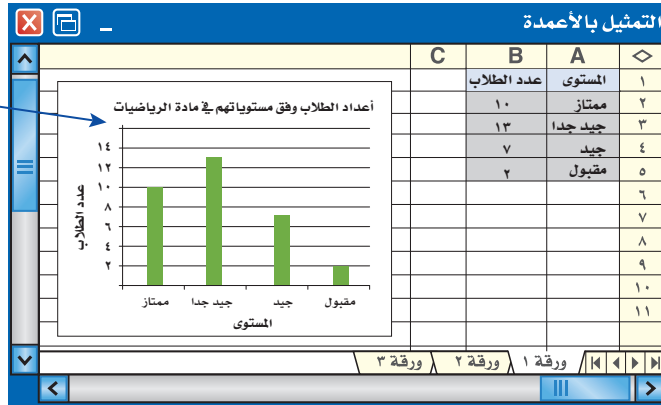 التمثيل بالأعمدة
A B C
١ المستوى عدد الطلاب
٢ ممتاز ١٠
٣ جيد جدا ١٣
٤ جيد ٧
٥ مقبول ٢
٦
٧
٨
٩
١٠
١١
أعداد الطلاب وفق مستوياتهم في مادة الرياضيات
عدد الطلاب
١٤
١٢
١٠
٨
٦
٤
٢
ممتاز جيد جدا جيد مقبول
المستوى
ورقة ١ ورقة ٢ ورقة ٣